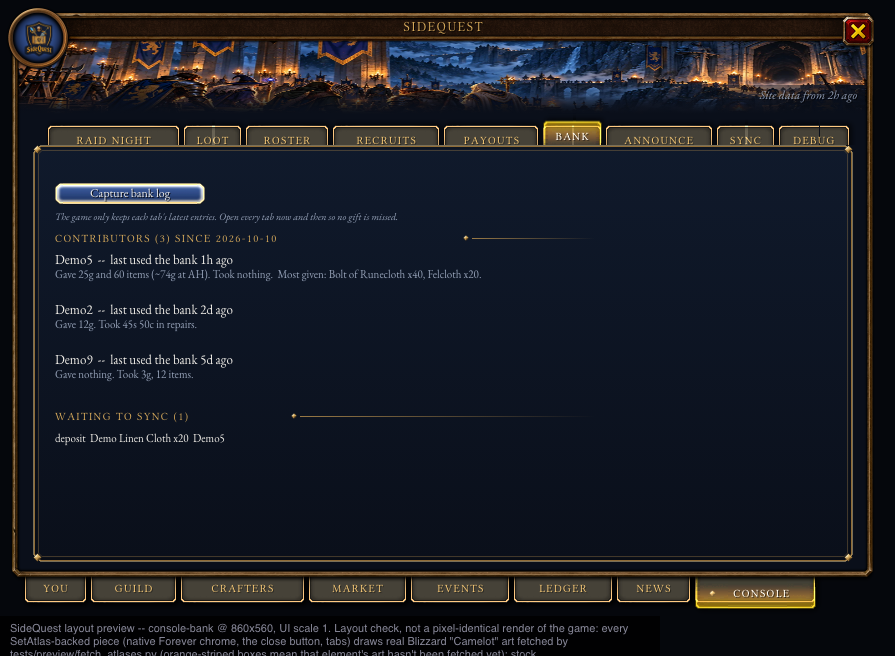 SIDEQUEST
SIDEQUEST
Site data from 2h ago
RAID NIGHT LOOT ROSTER RECRUITS PAYOUTS BANK ANNOUNCE SYNC DEBUG
Capture bank log
The game only keeps each tab's latest entries. Open every tab now and then so no gift is missed.
CONTRIBUTORS (3) SINCE 2026-10-10
Demo5 -- last used the bank 1h ago
Gave 25g and 60 items (~74g at AH). Took nothing. Most given: Bolt of Runecloth x40, Felcloth x20.
Demo2 -- last used the bank 2d ago
Gave 12g. Took 45s 50c in repairs.
Demo9 -- last used the bank 5d ago
Gave nothing. Took 3g, 12 items.
WAITING TO SYNC (1)
deposit Demo Linen Cloth x20 Demo5
YOU GUILD CRAFTERS MARKET EVENTS LEDGER NEWS CONSOLE
SideQuest layout preview -- console-bank @ 860x560, UI scale 1. Layout check, not a pixel-identical render of the game: every
SetAtlas-backed piece (native Forever chrome, the close button, tabs) draws real Blizzard "Camelot" art fetched by
tests/preview/fetch_atlases.py (orange-striped boxes mean that element's art hasn't been fetched yet); stock